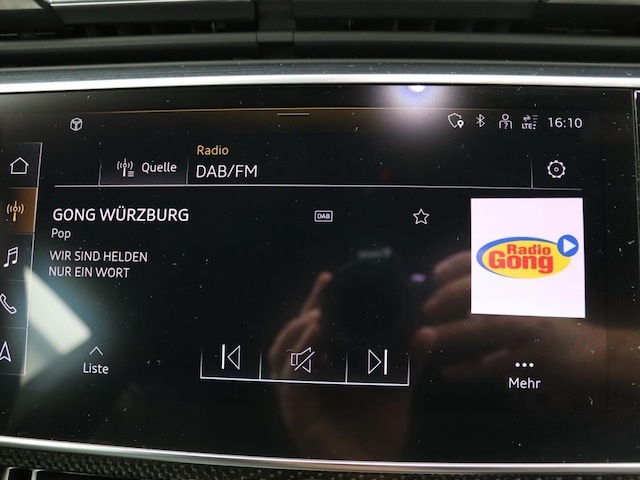 LTE
16:10
Quelle
Radio
DAB/FM
GONG WÜRZBURG
DAB
Pop
WIR SIND HELDEN
NUR EIN WORT
Radio
Gong
Liste
Mehr